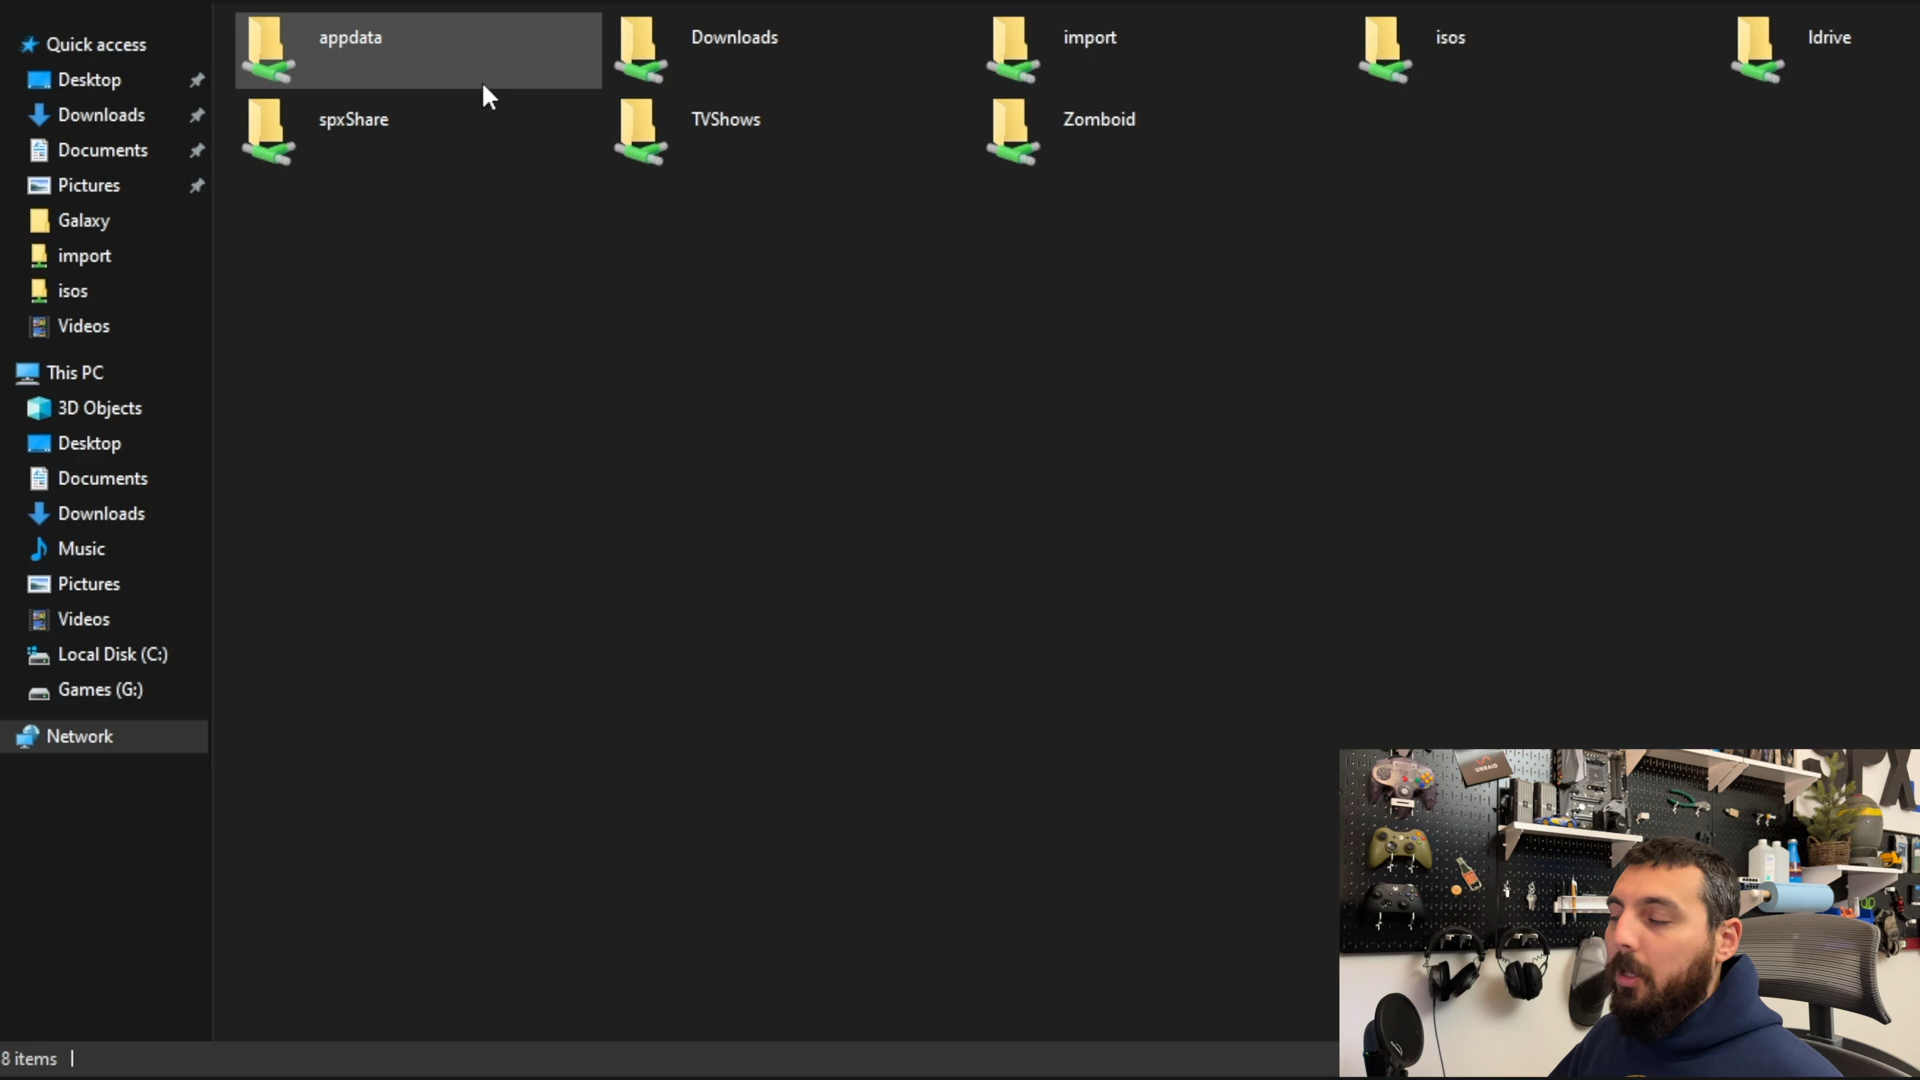 Quick access
Desktop
Downloads
Documents
Pictures
Galaxy
import
isos
Videos
This PC
3D Objects
Desktop
Documents
Downloads
Music
Pictures
Videos
Local Disk (C:)
Games (G:)
Network
appdata
Downloads
import
isos
ldrive
spxShare
TVShows
Zomboid
8 items
UNRAID